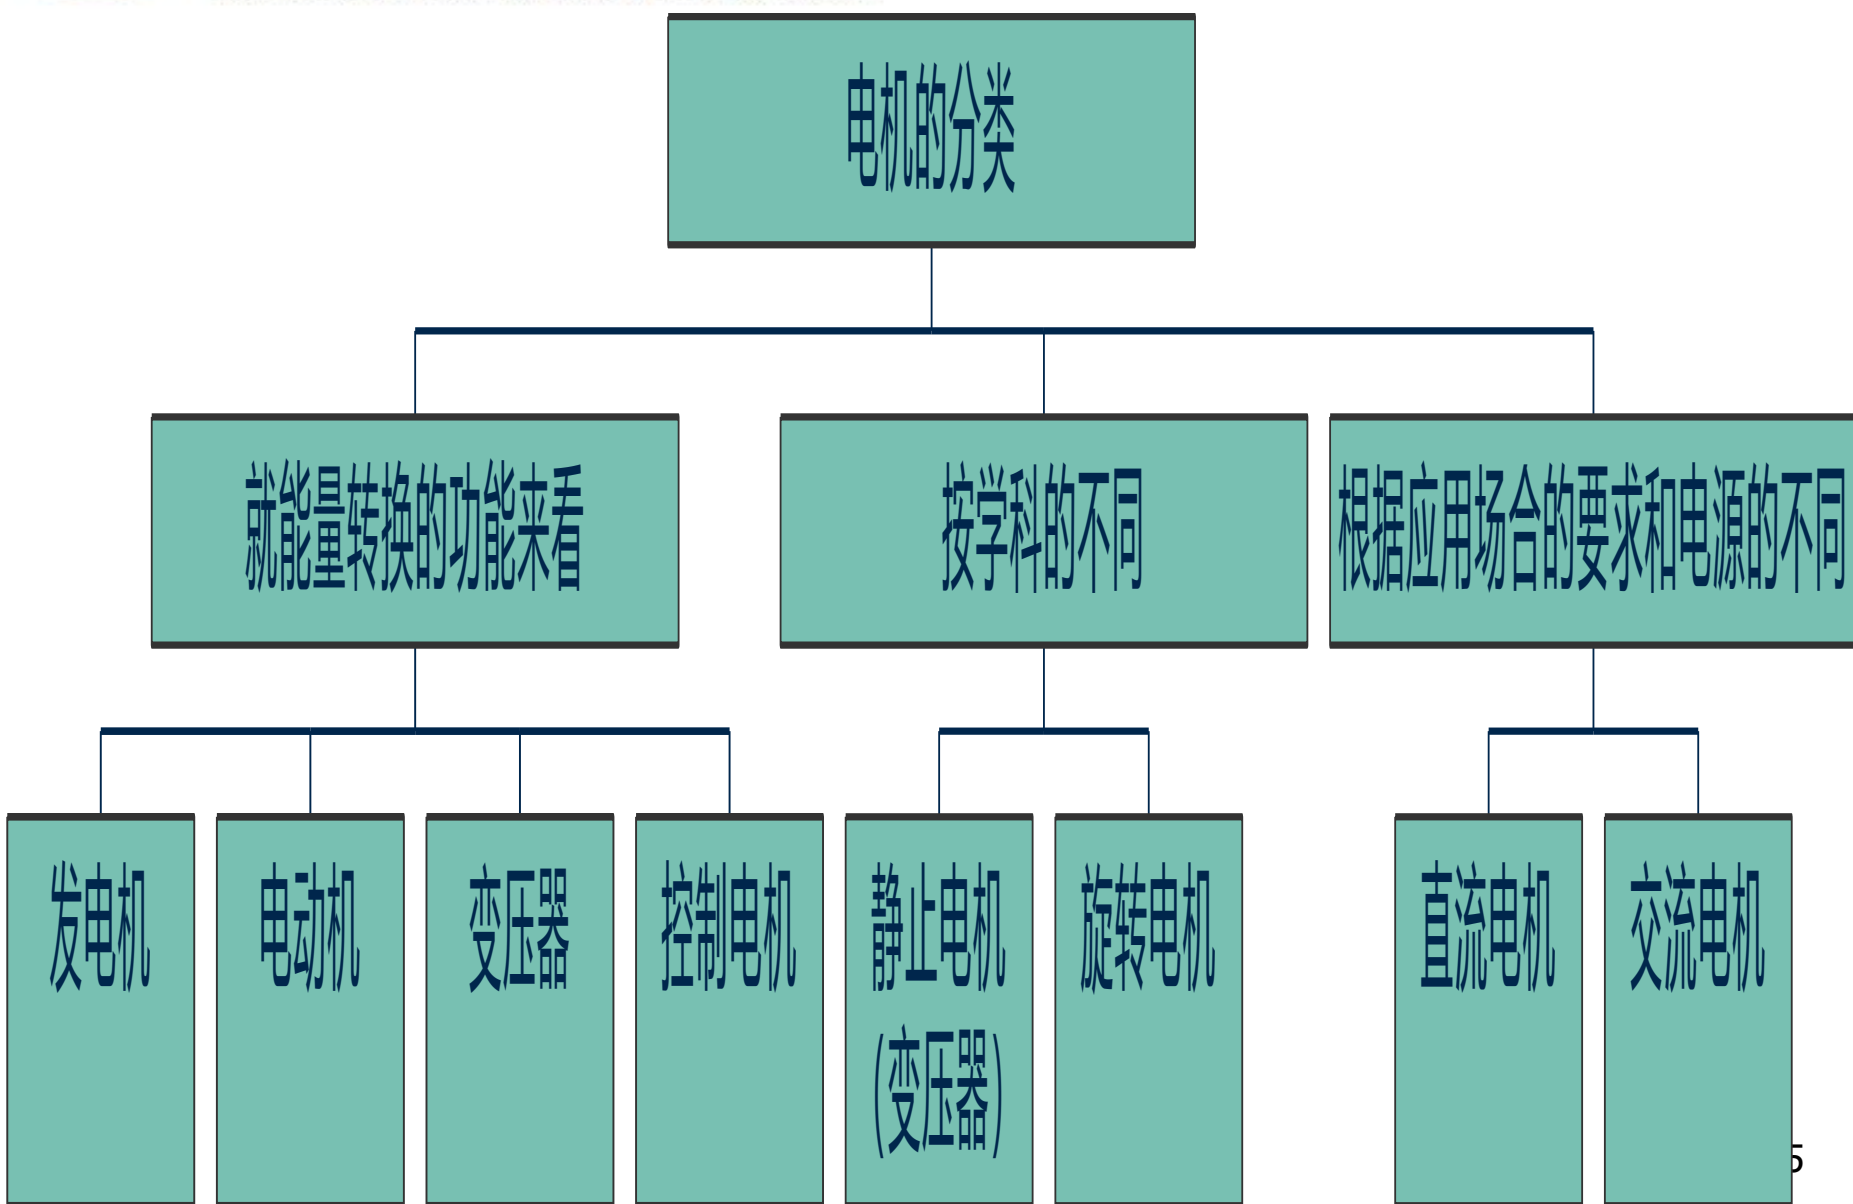 电机的分类
就能量转换的功能来看
按学科的不同
根据应用场合的要求和电源的不同
发电机
电动机
变压器
控制电机
静止电机
(变压器)
旋转电机
直流电机
交流电机
5